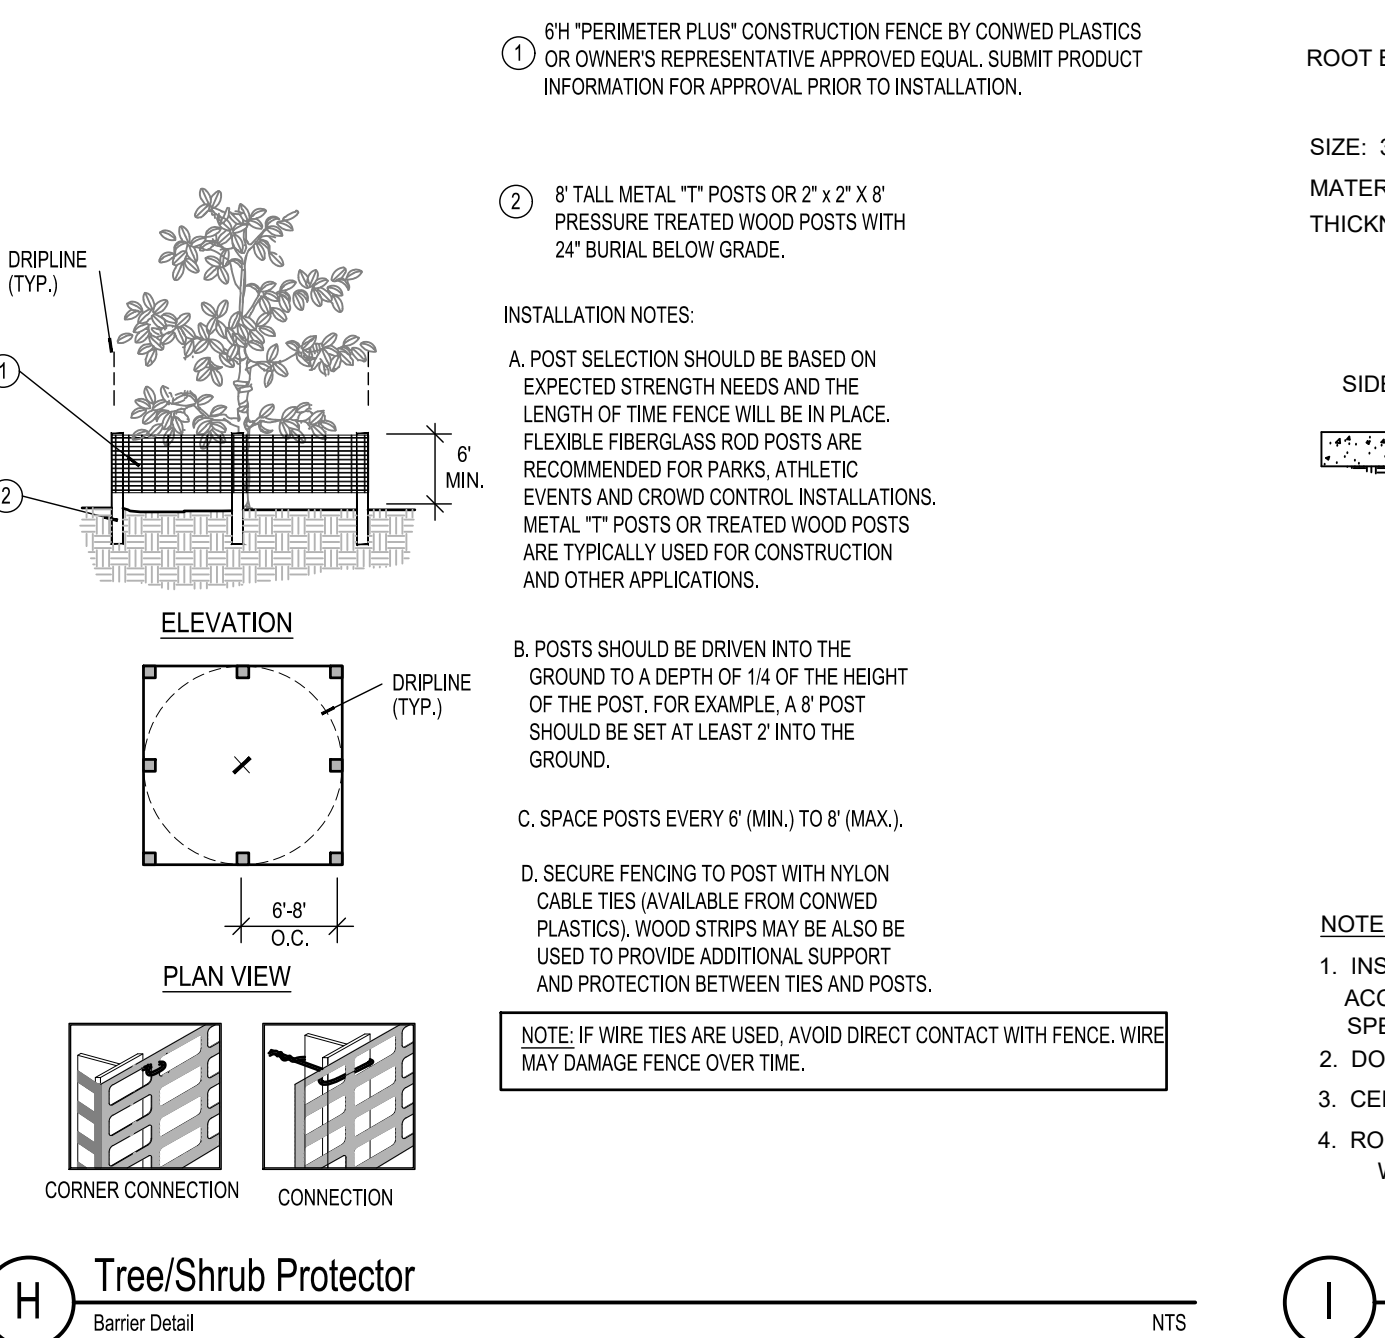 1
6'H "PERIMETER PLUS" CONSTRUCTION FENCE BY CONWED PLASTICS
OR OWNER'S REPRESENTATIVE APPROVED EQUAL. SUBMIT PRODUCT
INFORMATION FOR APPROVAL PRIOR TO INSTALLATION.
2
8' TALL METAL "T" POSTS OR 2" x 2" X 8'
PRESSURE TREATED WOOD POSTS WITH
24" BURIAL BELOW GRADE.
INSTALLATION NOTES:
A. POST SELECTION SHOULD BE BASED ON
EXPECTED STRENGTH NEEDS AND THE
LENGTH OF TIME FENCE WILL BE IN PLACE.
FLEXIBLE FIBERGLASS ROD POSTS ARE
RECOMMENDED FOR PARKS, ATHLETIC
EVENTS AND CROWD CONTROL INSTALLATIONS.
METAL "T" POSTS OR TREATED WOOD POSTS
ARE TYPICALLY USED FOR CONSTRUCTION
AND OTHER APPLICATIONS.
B. POSTS SHOULD BE DRIVEN INTO THE
GROUND TO A DEPTH OF 1/4 OF THE HEIGHT
OF THE POST. FOR EXAMPLE, A 8' POST
SHOULD BE SET AT LEAST 2' INTO THE
GROUND.
C. SPACE POSTS EVERY 6' (MIN.) TO 8' (MAX.).
D. SECURE FENCING TO POST WITH NYLON
CABLE TIES (AVAILABLE FROM CONWED
PLASTICS). WOOD STRIPS MAY BE ALSO BE
USED TO PROVIDE ADDITIONAL SUPPORT
AND PROTECTION BETWEEN TIES AND POSTS.
NOTE: IF WIRE TIES ARE USED, AVOID DIRECT CONTACT WITH FENCE. WIRE
MAY DAMAGE FENCE OVER TIME.
DRIPLINE
(TYP.)
1
2
6'
MIN.
ELEVATION
DRIPLINE
(TYP.)
6'-8'
O.C.
PLAN VIEW
CORNER CONNECTION
CONNECTION
H
Tree/Shrub Protector
Barrier Detail
NTS
ROOT
SIZE:
NOTE
1.
2. DO
3.
4.
I